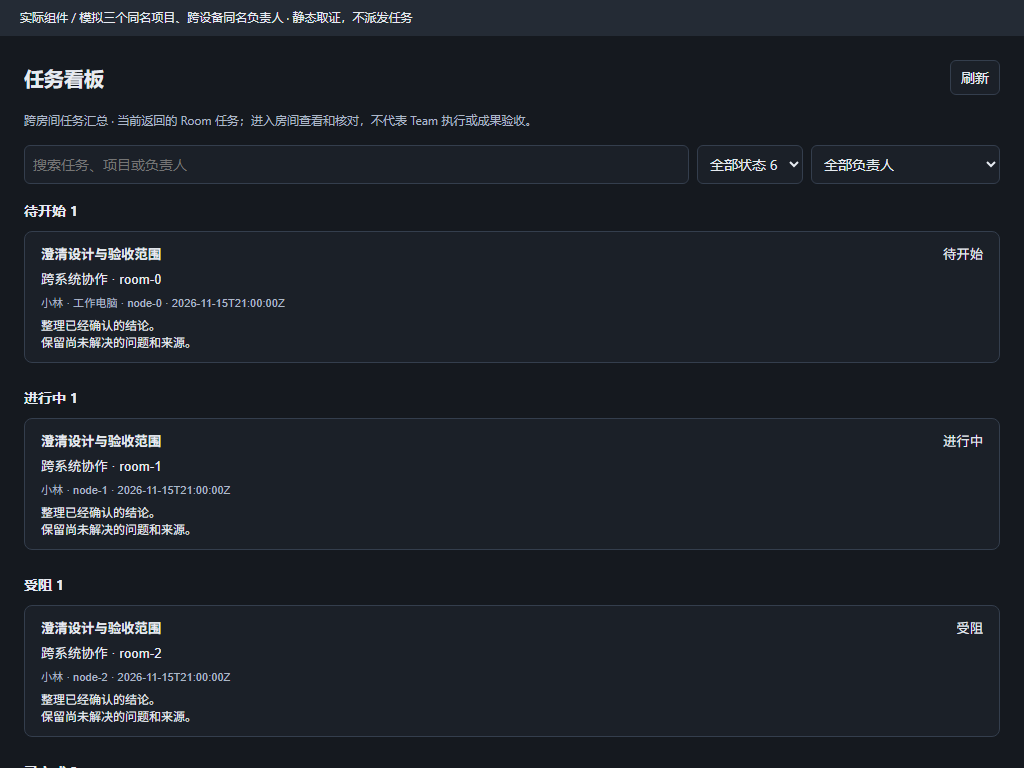 实际组件 / 模拟三个同名项目、跨设备同名负责人 · 静态取证，不派发任务
任务看板
刷新
跨房间任务汇总 · 当前返回的 Room 任务；进入房间查看和核对，不代表 Team 执行或成果验收。
搜索任务、项目或负责人
全部状态 6
全部负责人
待开始 1
澄清设计与验收范围
待开始
跨系统协作 · room-0
小林 · 工作电脑 · node-0 · 2026-11-15T21:00:00Z
整理已经确认的结论。
保留尚未解决的问题和来源。
进行中 1
澄清设计与验收范围
进行中
跨系统协作 · room-1
小林 · node-1 · 2026-11-15T21:00:00Z
整理已经确认的结论。
保留尚未解决的问题和来源。
受阻 1
澄清设计与验收范围
受阻
跨系统协作 · room-2
小林 · node-2 · 2026-11-15T21:00:00Z
整理已经确认的结论。
保留尚未解决的问题和来源。